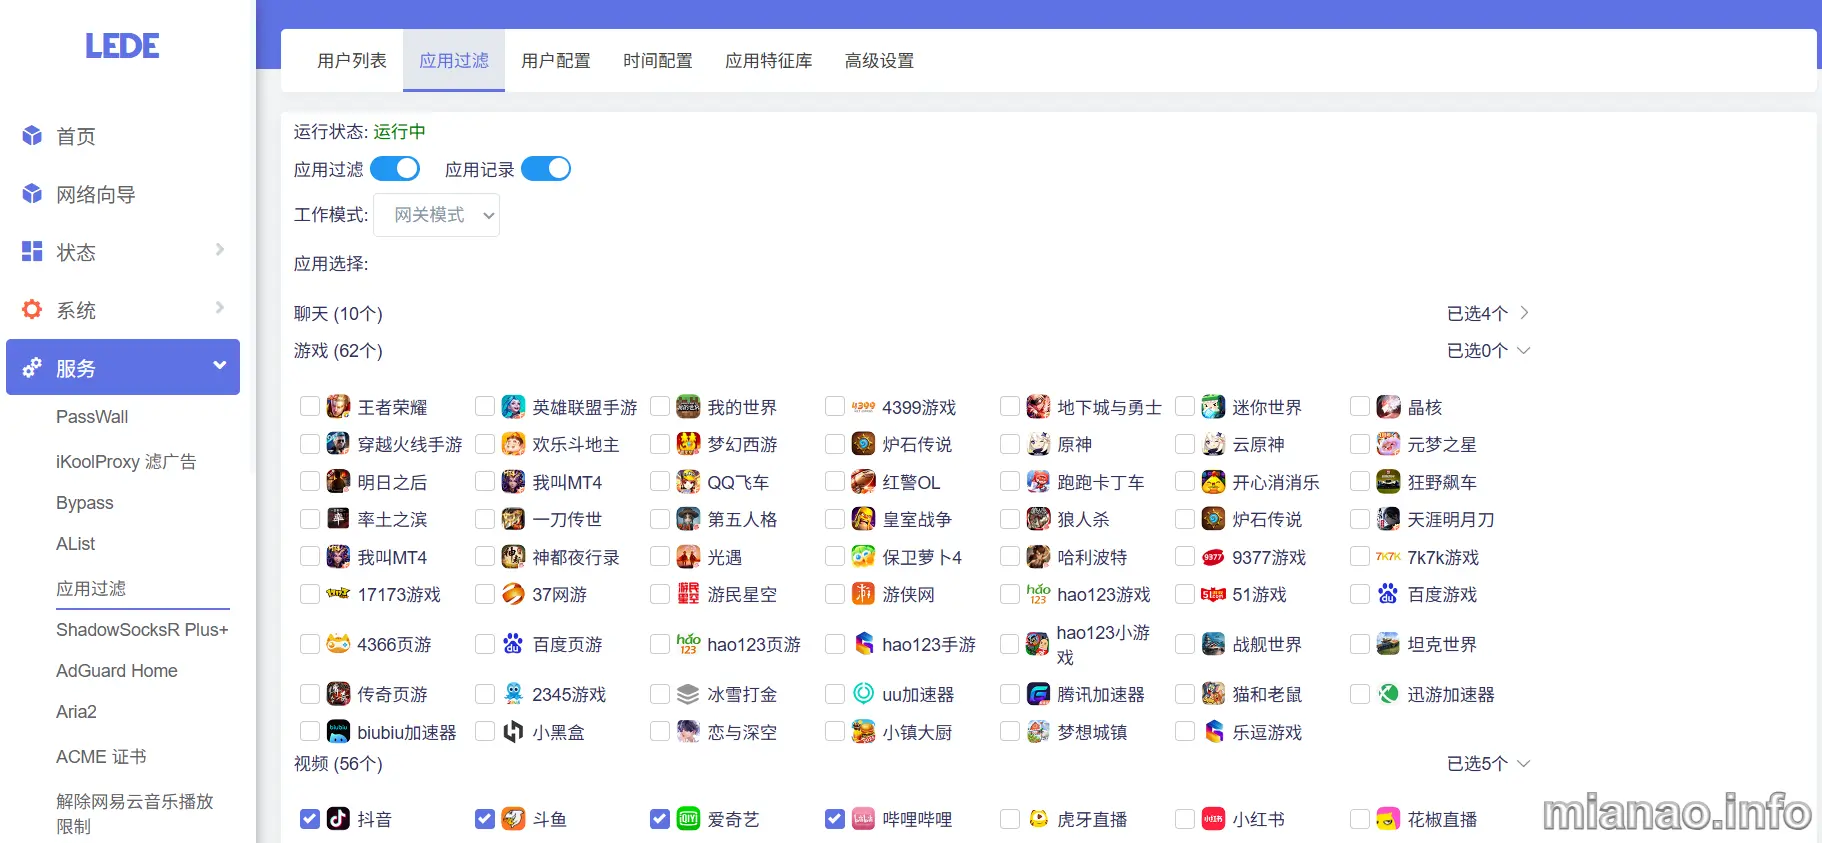 LEDE
首页
网络向导
状态
系统
服务
PassWall
iKoolProxy 滤广告
Bypass
AList
应用过滤
ShadowSocksR Plus+
AdGuard Home
Aria2
ACME 证书
解除网易云音乐播放
限制
用户列表 应用过滤 用户配置 时间配置 应用特征库 高级设置
运行状态: 运行中
应用过滤 应用记录
工作模式: 网关模式
应用选择:
聊天 (10个) 已选4个
游戏 (62个) 已选0个
王者荣耀 英雄联盟手游 我的世界 4399游戏 地下城与勇士 迷你世界 晶核
穿越火线手游 欢乐斗地主 梦幻西游 炉石传说 原神 云原神 元梦之星
明日之后 我叫MT4 QQ飞车 红警OL 跑跑卡丁车 开心消消乐 狂野飙车
率土之滨 一刀传世 第五人格 皇室战争 狼人杀 炉石传说 天涯明月刀
我叫MT4 神都夜行录 光遇 保卫萝卜4 哈利波特 9377游戏 7k7k游戏
17173游戏 37网游 游民星空 游侠网 hao123游戏 51游戏 百度游戏
4366页游 百度页游 hao123页游 hao123手游 hao123小游戏 战舰世界 坦克世界
传奇页游 2345游戏 冰雪打金 uu加速器 腾讯加速器 猫和老鼠 迅游加速器
biubiu加速器 小黑盒 恋与深空 小镇大厨 梦想城镇 乐逗游戏
视频 (56个) 已选5个
抖音 斗鱼 爱奇艺 哔哩哔哩 虎牙直播 小红书 花椒直播
mianao.info